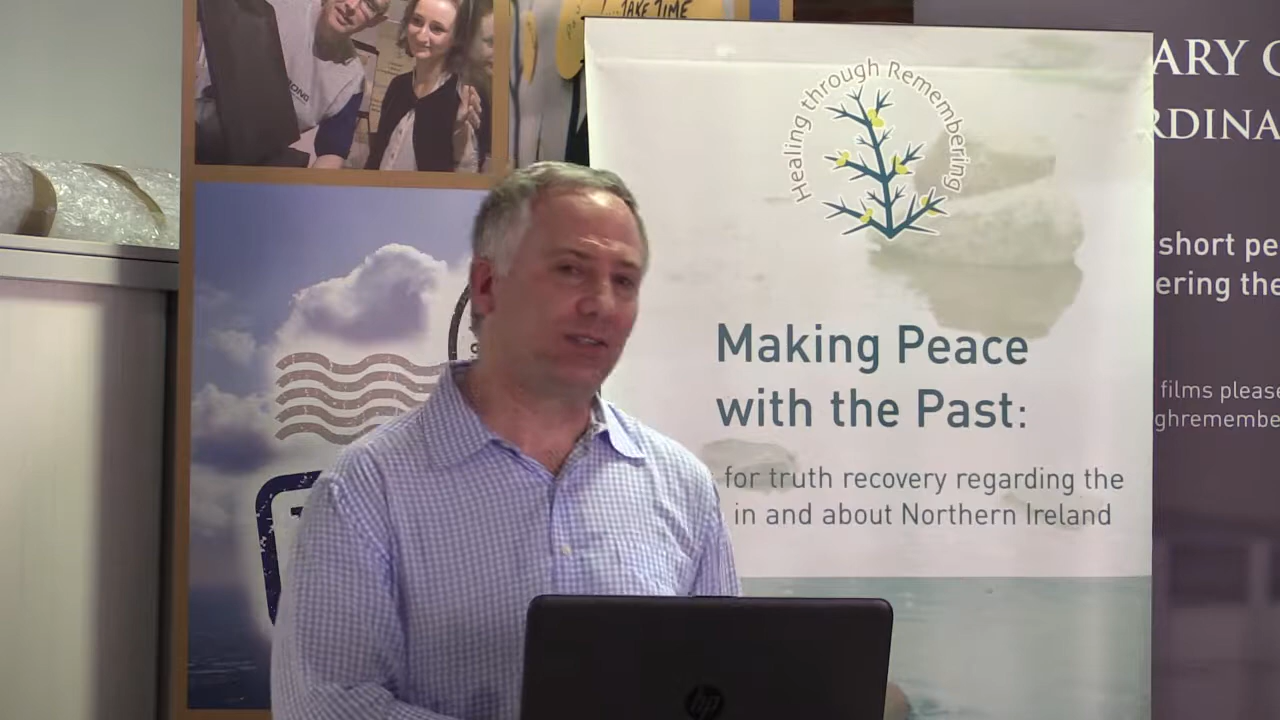 !...TAKE TIME
Healing through Remembering
Making Peace
with the Past:
for truth recovery regarding the
in and about Northern Ireland
ARY
RDINA
short pe
ering the
films please
ghremembe
hp